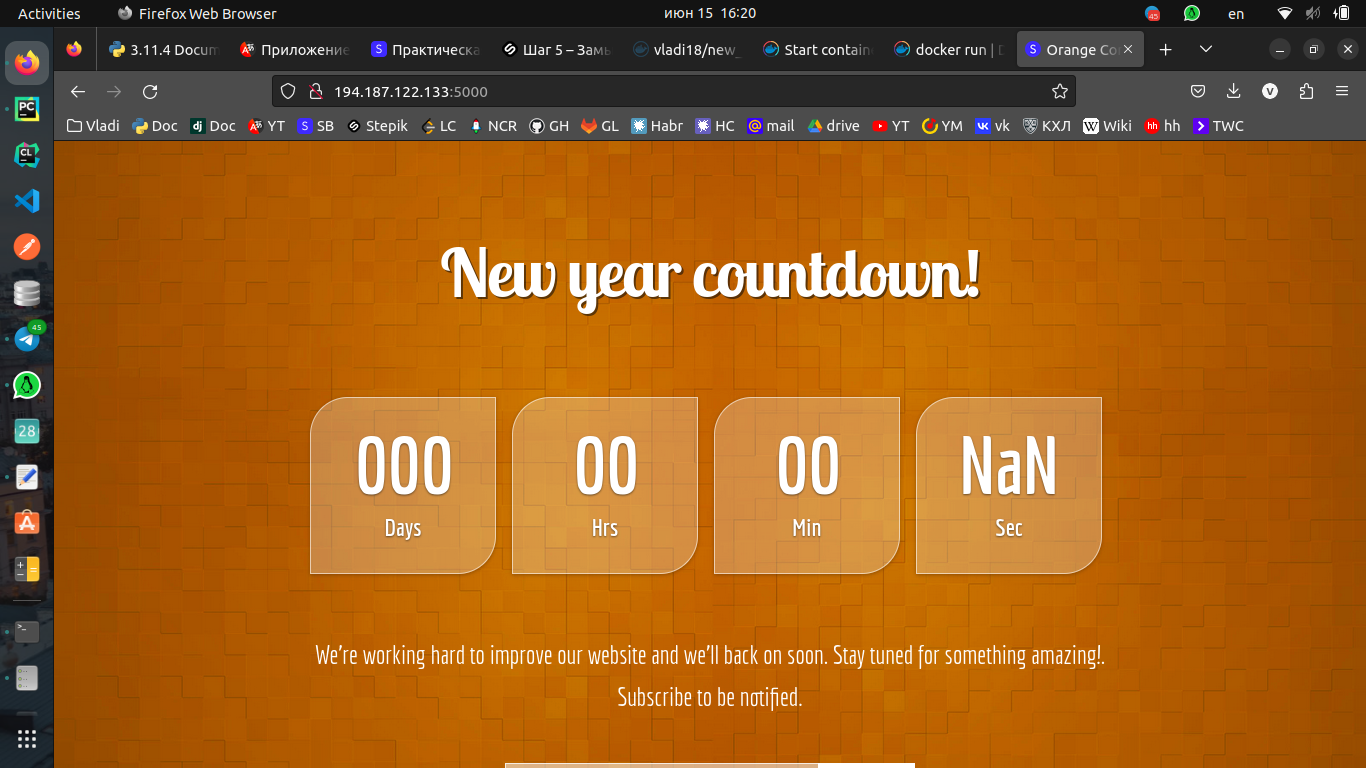 Activities Firefox Web Browser июн 15 16:20 45 en
3.11.4 Docum Приложение Практическа Шаг 5 – Замы vladi18/new_ Start contain docker run | D Orange Co
194.187.122.133:5000
Vladi Doc Doc YT SB Stepik LC NCR GH GL Habr HC mail drive YT YM vk КХЛ Wiki hh TWC
New year countdown!
000 00 00 NaN
Days Hrs Min Sec
We're working hard to improve our website and we'll back on soon. Stay tuned for something amazing!.
Subscribe to be notified.